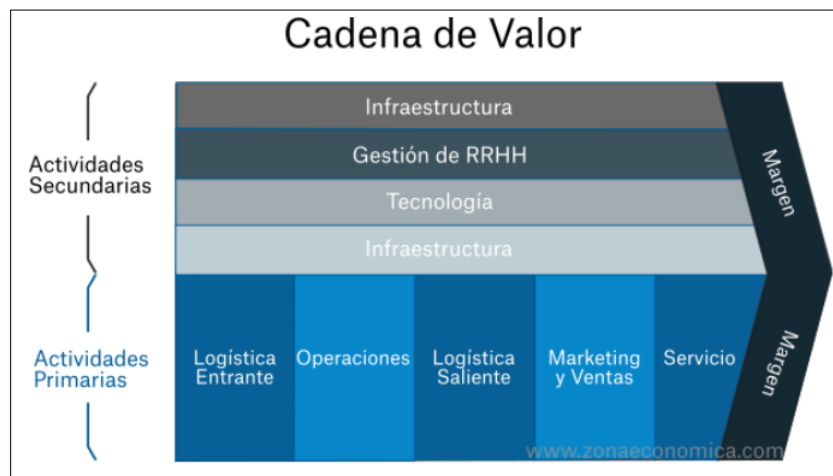 Cadena de Valor
Actividades
Secundarias
Infraestructura
Gestión de RRHH
Tecnología
Infraestructura
Margen
Actividades
Primarias
Logística
Entrante
Operaciones
Logística
Saliente
Marketing
y Ventas
Servicio
Margen
www.zonaeconomica.com